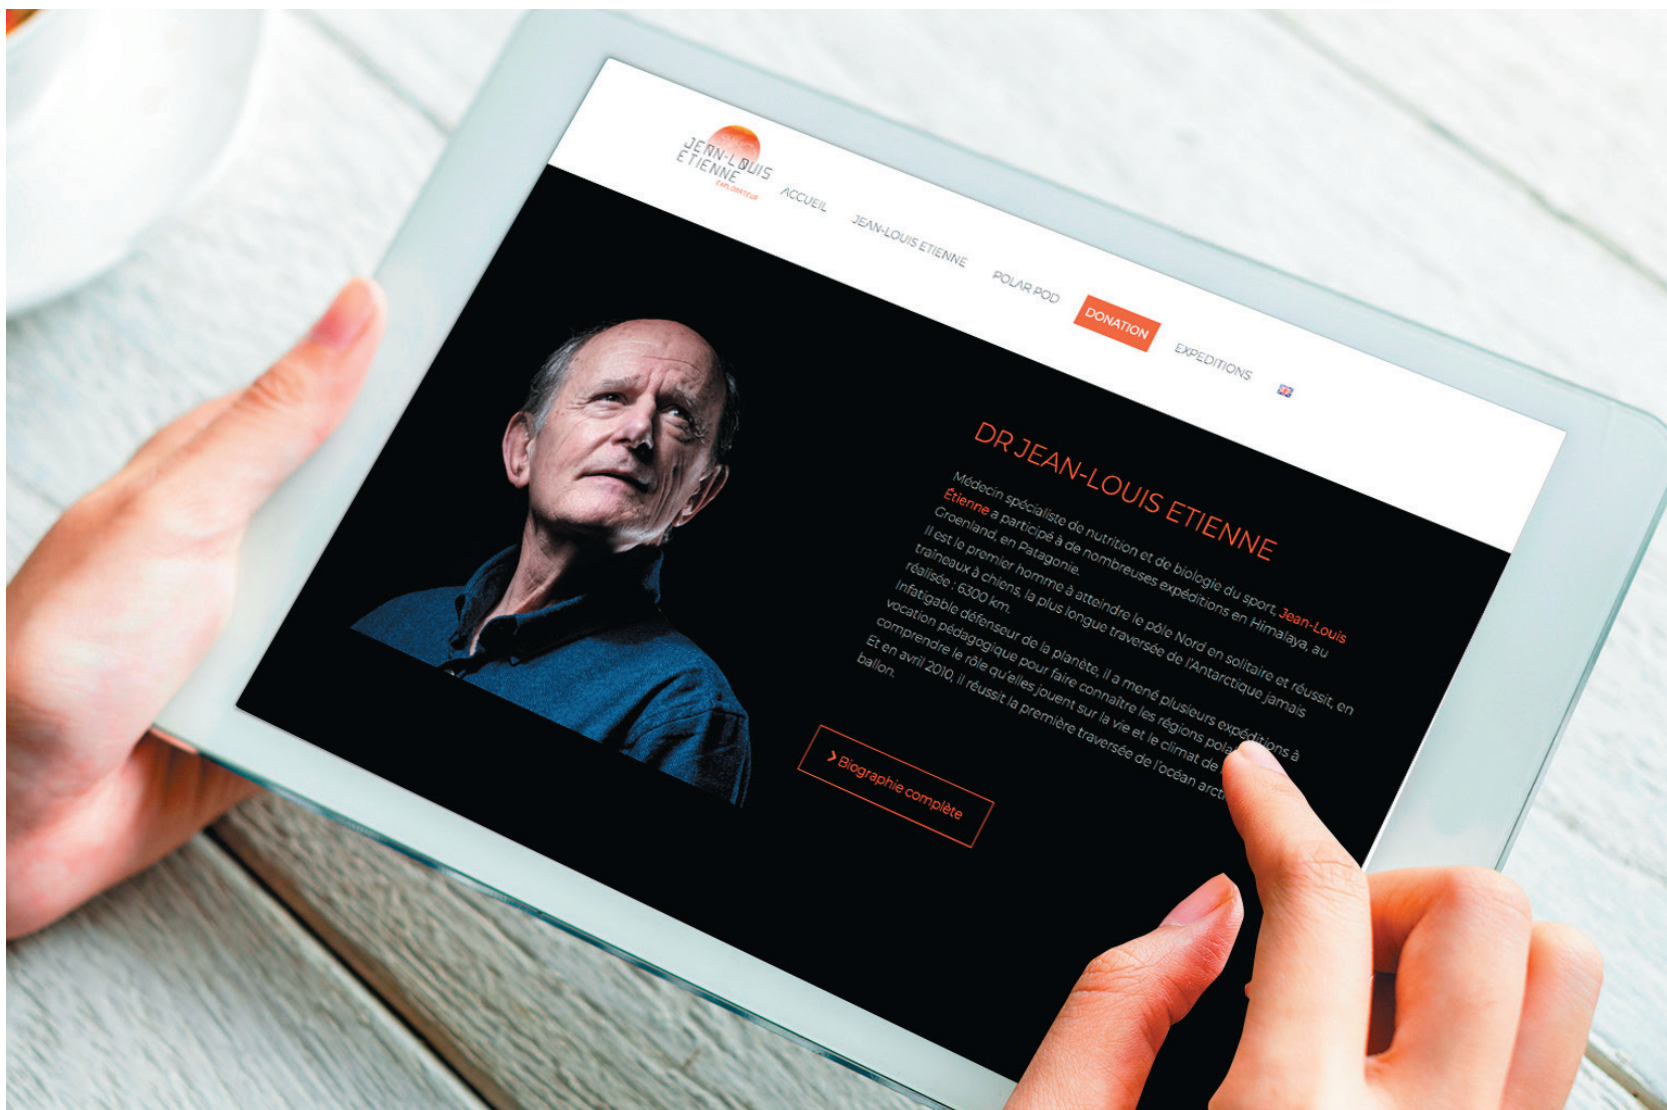 JEAN-LOUIS
ETIENNE
EXPLORATEUR
ACCUEIL
JEAN-LOUIS ETIENNE
POLAR POD
DONATION
EXPEDITIONS
DR JEAN-LOUIS ETIENNE
Médecin spécialiste de nutrition et de biologie du sport, Jean-Louis
Étienne a participé à de nombreuses expéditions en Himalaya, au
Groenland, en Patagonie.
Il est le premier homme à atteindre le pôle Nord en solitaire et réussit, en
traîneaux à chiens, la plus longue traversée de l'Antarctique jamais
réalisée : 6300 km.
Infatigable défenseur de la planète, il a mené plusieurs expéditions à
vocation pédagogique pour faire connaître les régions
comprendre le rôle qu'elles jouent sur la vie et le climat de
Et en avril 2010, il réussit la première traversée de l'océan
ballon.
> Biographie complète